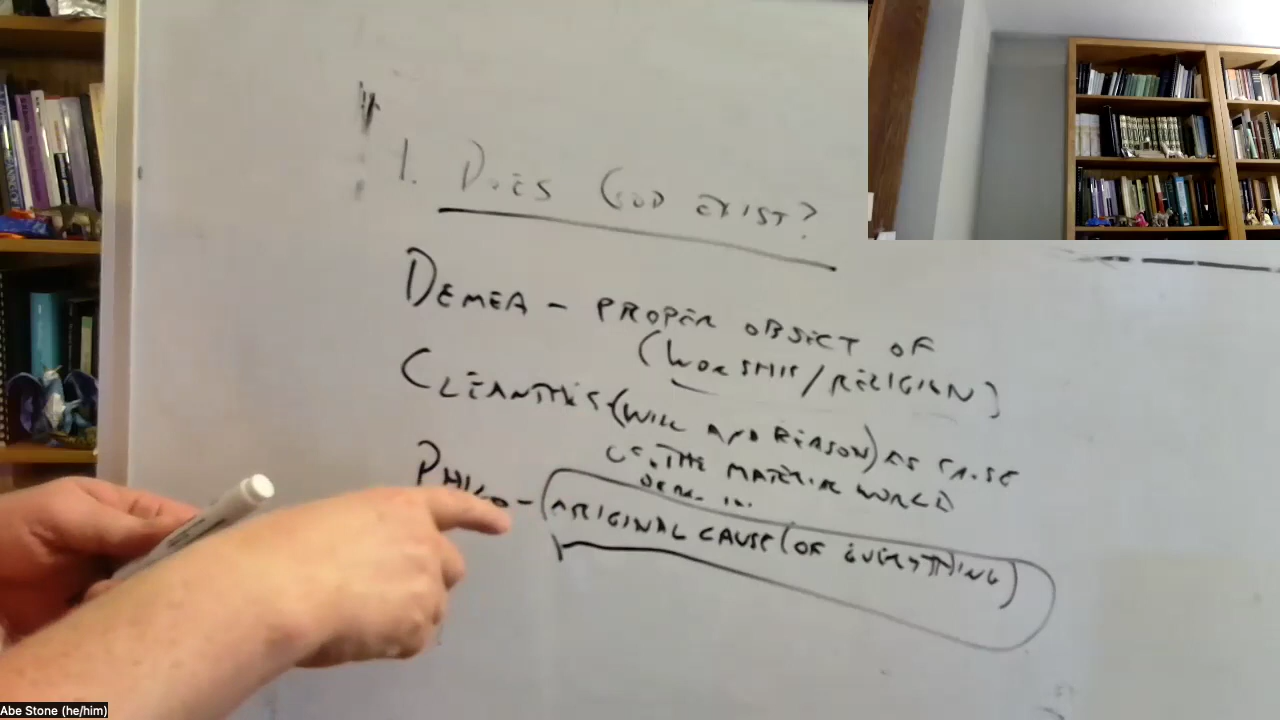 1. DOES GOD EXIST?
DEMEA - PROPER OBJECT OF
(WORSHIP/RELIGION)
CLEANTHES (WILL AND REASON) AS CAUSE
OF THE MATERIAL WORLD
PHILO - ORIGINAL CAUSE (OF EVERYTHING)
Abe Stone (he/him)